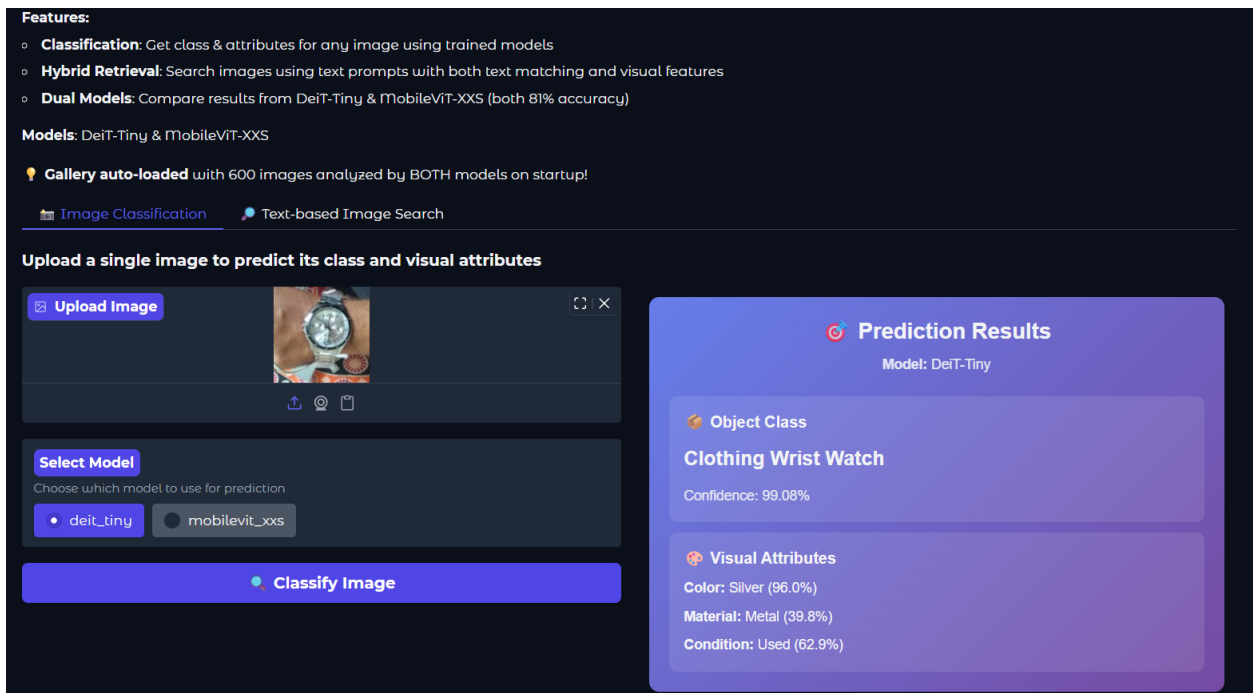 Features:
Classification: Get class & attributes for any image using trained models
Hybrid Retrieval: Search images using text prompts with both text matching and visual features
Dual Models: Compare results from DeiT-Tiny & MobileViT-XXS (both 81% accuracy)
Models: DeiT-Tiny & MobileViT-XXS
Gallery auto-loaded with 600 images analyzed by BOTH models on startup!
Image Classification
Text-based Image Search
Upload a single image to predict its class and visual attributes
Upload Image
Select Model
Choose which model to use for prediction
deit_tiny
mobilevit_xxs
Classify Image
Prediction Results
Model: DeiT-Tiny
Object Class
Clothing Wrist Watch
Confidence: 99.08%
Visual Attributes
Color: Silver (96.0%)
Material: Metal (39.8%)
Condition: Used (62.9%)